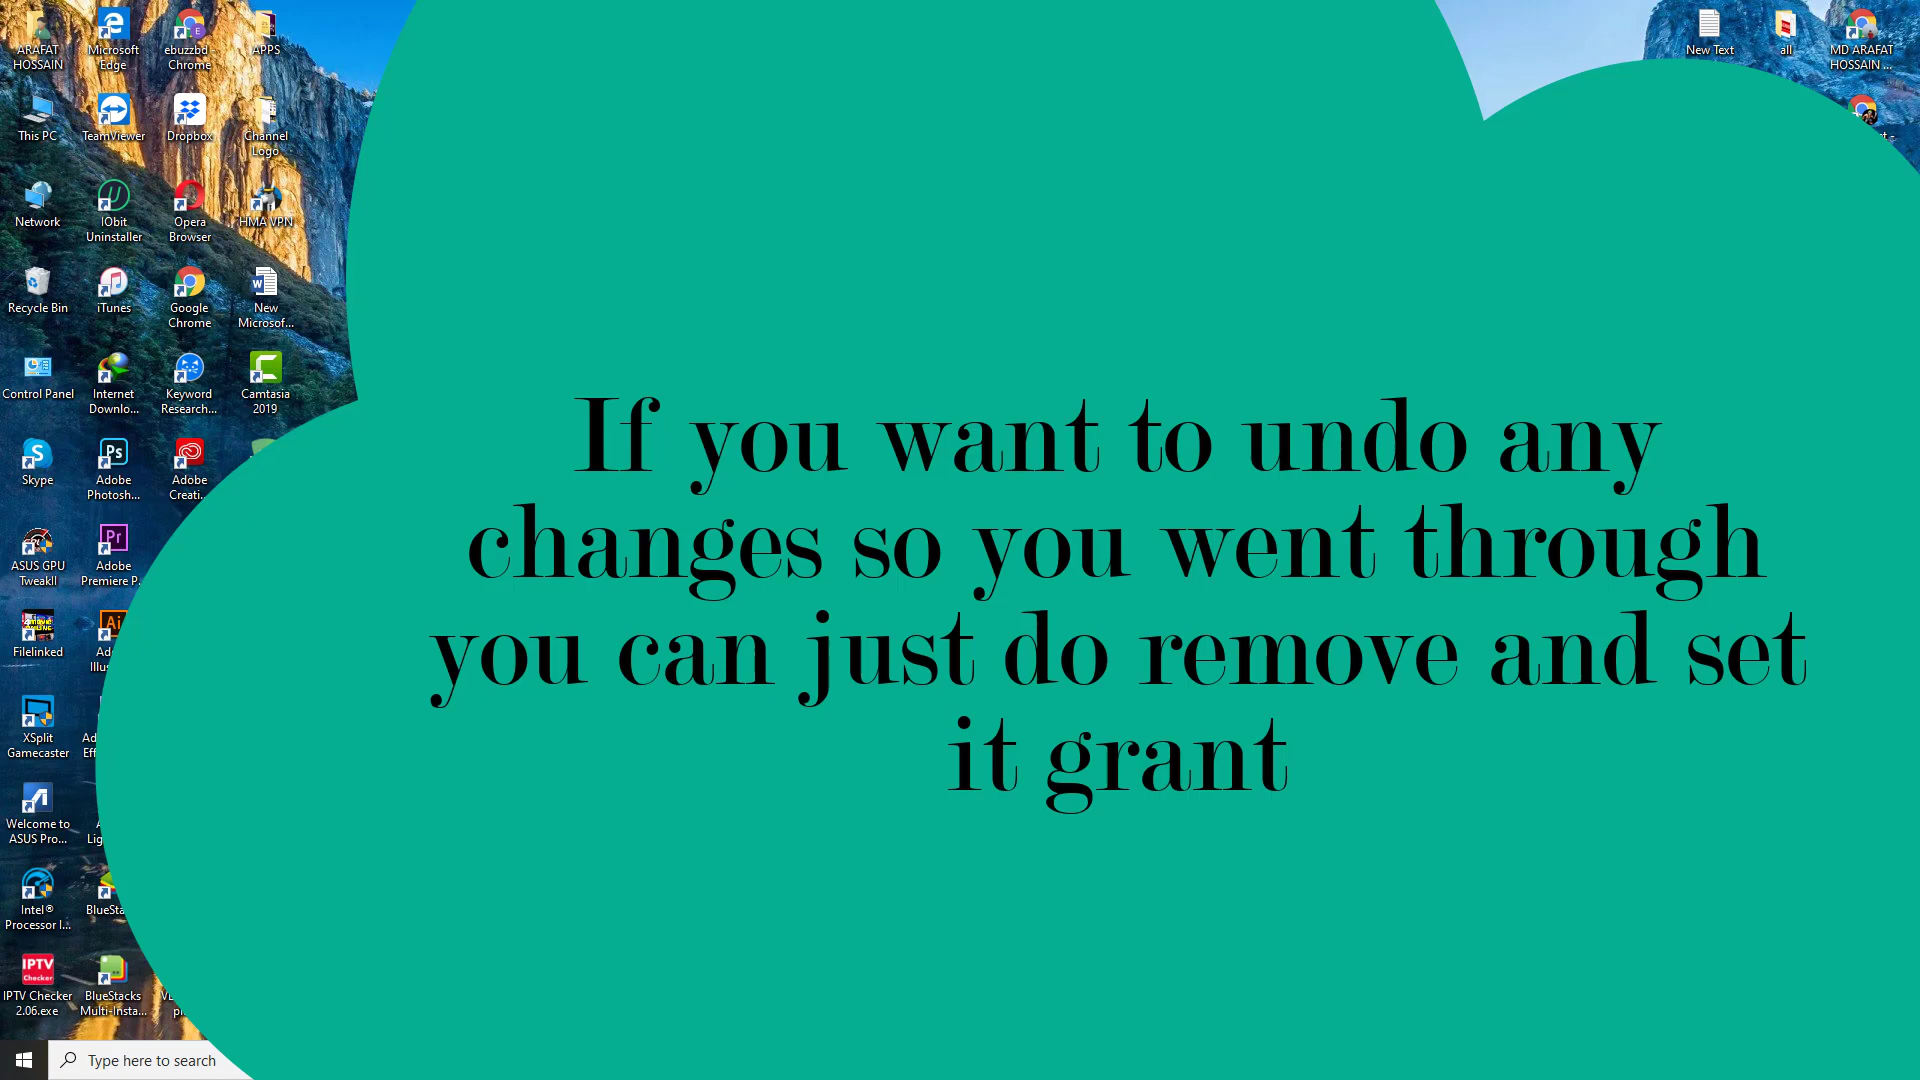 ARAFAT
HOSSAIN
Microsoft
Edge
ebuzzbd -
Chrome
APPS
New Text
all
MD ARAFAT
HOSSAIN ...
This PC
TeamViewer
Dropbox
Channel
Logo
Network
IObit
Uninstaller
Opera
Browser
HMA VPN
Recycle Bin
iTunes
Google
Chrome
New
Microsof...
Control Panel
Internet
Downlo...
Keyword
Research...
Camtasia
2019
Skype
Adobe
Photosh...
Adobe
Creati...
ASUS GPU
TweakII
Adobe
Premiere P...
Filelinked
XSplit
Gamecaster
Welcome to
ASUS Pro...
Intel®
Processor I...
IPTV
Checker
IPTV Checker
2.06.exe
BlueStacks
Multi-Insta...
If you want to undo any
changes so you went through
you can just do remove and set
it grant
Type here to search